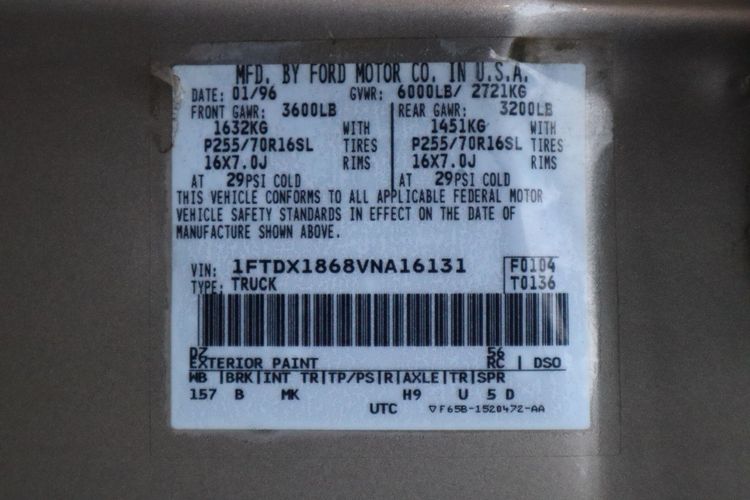 MFD. BY FORD MOTOR CO. IN U.S.A.
DATE: 01/96 GVWR: 6000LB/ 2721KG
FRONT GAWR: 3600LB REAR GAWR: 3200LB
1632KG WITH 1451KG WITH
P255/70R16SL TIRES P255/70R16SL TIRES
16X7.0J RIMS 16X7.0J RIMS
AT 29PSI COLD AT 29PSI COLD
THIS VEHICLE CONFORMS TO ALL APPLICABLE FEDERAL MOTOR
VEHICLE SAFETY STANDARDS IN EFFECT ON THE DATE OF
MANUFACTURE SHOWN ABOVE.
VIN: 1FTDX1868VNA16131 F0104
TYPE: TRUCK T0136
DZ 56
EXTERIOR PAINT RC | DSO
WB |BRK|INT TR|TP/PS|R|AXLE|TR|SPR
157 B MK H9 U 5 D
UTC ▽F65B-1520472-AA